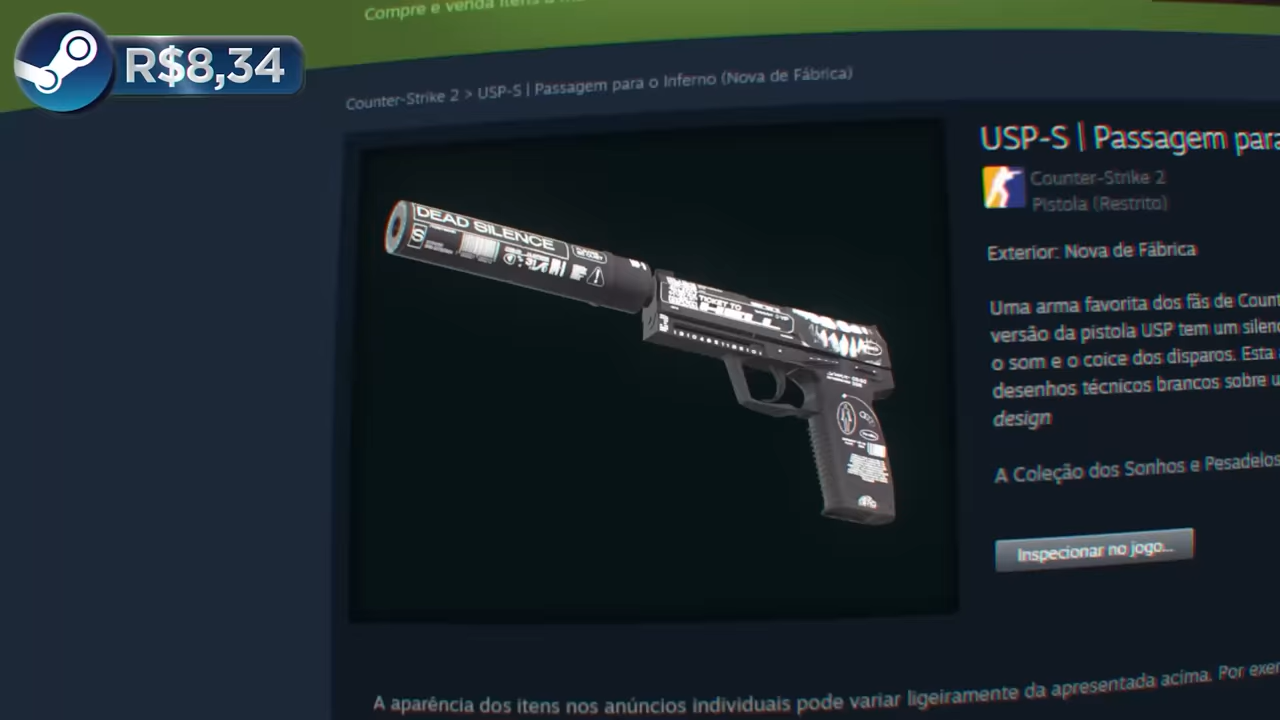 Compre e venda itens a
R$8,34
Counter-Strike 2 > USP-S | Passagem para o Inferno (Nova de Fábrica)
USP-S | Passagem para
Counter-Strike 2
Pistola (Restrito)
Exterior: Nova de Fábrica
Uma arma favorita dos fãs de
versão da pistola USP tem um
o som e o coice dos disparos. Esta
desenhos técnicos brancos sobre
design
A Coleção dos Sonhos e Pesadelos
Inspecionar no jogo...
DEAD SILENCE
S
TICKET TO
HELL
A aparência dos itens nos anúncios individuais pode variar ligeiramente da apresentada acima. Por